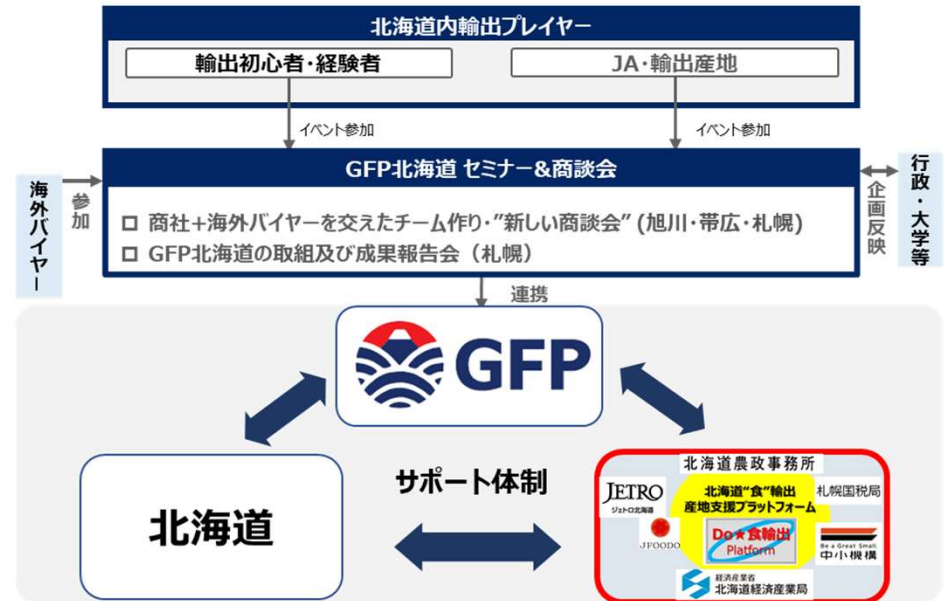 北海道内輸出プレイヤー
輸出初心者・経験者
JA・輸出産地
イベント参加
イベント参加
GFP北海道 セミナー&商談会
海外バイヤー
参加
□ 商社+海外バイヤーを交えたチーム作り・”新しい商談会” (旭川・帯広・札幌)
□ GFP北海道の取組及び成果報告会(札幌)
企画反映
行政・大学等
連携
GFP
北海道
サポート体制
北海道農政事務所
JETRO
ジェトロ北海道
北海道“食”輸出
産地支援プラットフォーム
札幌国税局
JFOODO
Do★食輸出
Platform
Be a Great Small
中小機構
経済産業省
北海道経済産業局